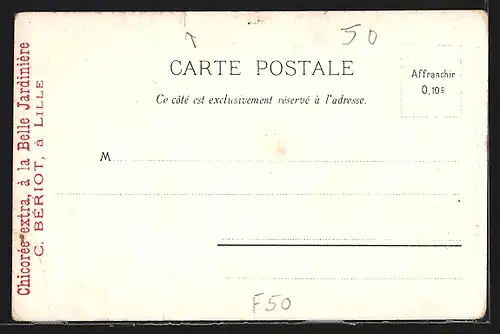 50
CARTE POSTALE
Ce côté est exclusivement réservé à l'adresse.
Affranchir
0,10c
M
Chicorée extra, à la Belle Jardinière
C. BÉRIOT, à LILLE
F50